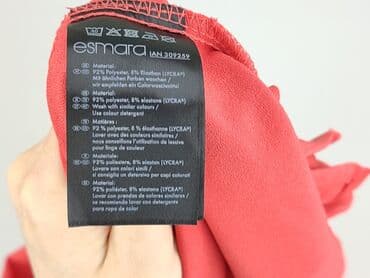 esmara IAN 309259
Material:
92% Polyester, 8% Elasthan (LYCRA®)
Mit ähnlichen Farben waschen /
wir empfehlen ein Colorwaschmittel
Material:
92% polyester, 8% elastane (LYCRA®)
Wash with similar colours /
Use colour detergent
Matières :
92 % polyester, 8 % élasthanne (LYCRA®)
Laver avec des couleurs similaires /
nous conseillons l'utilisation de lessive
pour linge de couleur
Materiale:
92% poliestere, 8% elastan (LYCRA®)
Lavare con colori simili /
si consiglia un detersivo per capi colorati
Material:
92% poliéster, 8% elastano (LYCRA®)
Lavar con prendas de colores similares /
se recomienda lavar con detergente
para ropa de color